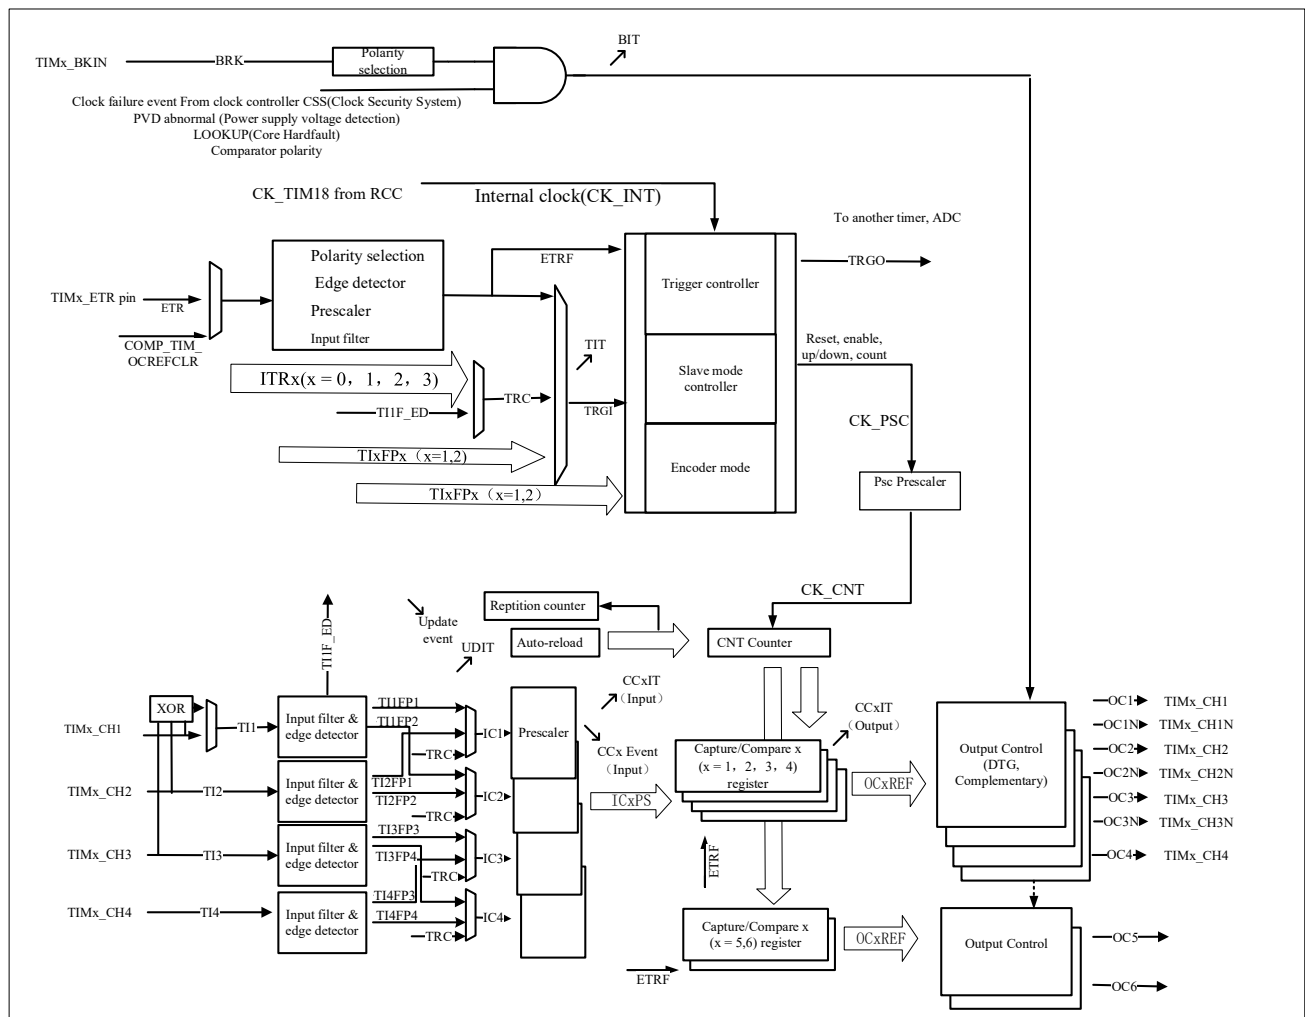 BIT
TIMx_BKIN
BRK
Polarity
selection
Clock failure event From clock controller CSS(Clock Security System)
PVD abnormal (Power supply voltage detection)
LOOKUP(Core Hardfault)
Comparator polarity
CK_TIM18 from RCC
Internal clock(CK_INT)
To another timer, ADC
TRGO
Polarity selection
Edge detector
Prescaler
Input filter
ETRF
Trigger controller
TIMx_ETR pin
ETR
COMP_TIM_
OCREFCLR
TIT
Reset, enable,
up/down, count
ITRx(x = 0，1，2，3)
TRC
TRGI
Slave mode
controller
TI1F_ED
CK_PSC
TIxFPx（x=1,2)
Encoder mode
TIxFPx（x=1,2）
Psc Prescaler
CK_CNT
Reptition counter
Update
event
UDIT
Auto-reload
CNT Counter
TI1F_ED
CCxIT
（Input）
XOR
TIMx_CH1
TI1
Input filter &
edge detector
TI1FP1
TI1FP2
TRC
IC1
Prescaler
CCx Event
（Input）
CCxIT
（Output）
TIMx_CH2
TI2
Input filter &
edge detector
TI2FP1
TI2FP2
TRC
IC2
ICxPS
Capture/Compare x
(x = 1，2，3，4)
register
OCxREF
Output Control
(DTG,
Complementary)
OC1
TIMx_CH1
OC1N
TIMx_CH1N
OC2
TIMx_CH2
OC2N
TIMx_CH2N
OC3
TIMx_CH3
OC3N
TIMx_CH3N
OC4
TIMx_CH4
TIMx_CH3
TI3
Input filter &
edge detector
TI3FP3
TI3FP4
TRC
IC3
ETRF
TIMx_CH4
TI4
Input filter &
edge detector
TI4FP3
TI4FP4
TRC
IC4
Capture/Compare x
(x = 5,6) register
ETRF
OCxREF
Output Control
OC5
OC6